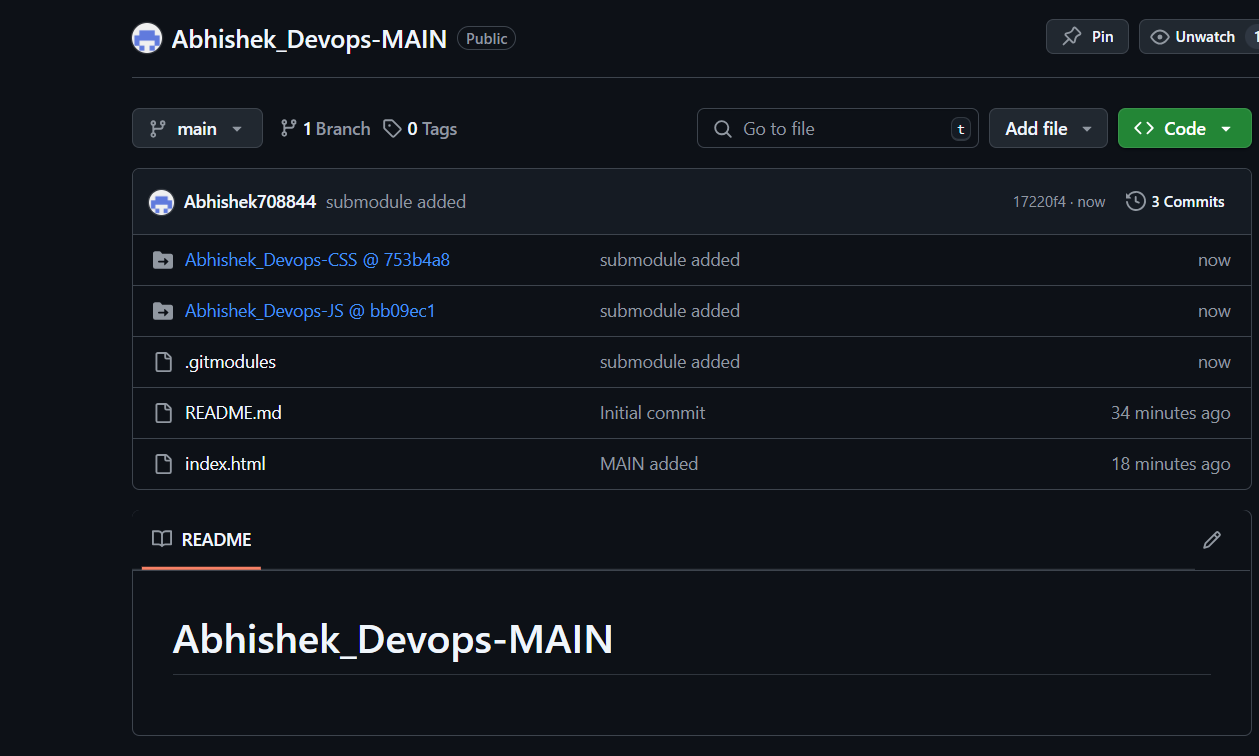 Abhishek_Devops-MAIN Public Pin Unwatch 1
main 1 Branch 0 Tags Go to file t Add file Code
Abhishek708844 submodule added 17220f4 · now 3 Commits
Abhishek_Devops-CSS @ 753b4a8 submodule added now
Abhishek_Devops-JS @ bb09ec1 submodule added now
.gitmodules submodule added now
README.md Initial commit 34 minutes ago
index.html MAIN added 18 minutes ago
README
Abhishek_Devops-MAIN